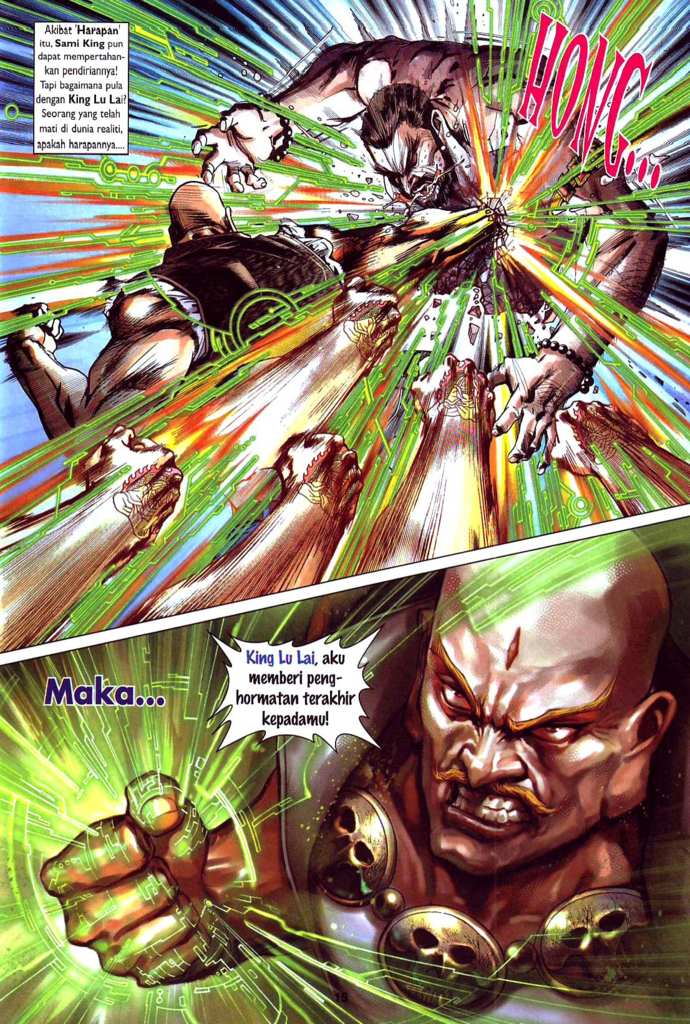 Akibat 'Harapan'
itu, Sami King pun
dapat mempertahan-
kan pendiriannya!
Tapi bagaimana pula
dengan King Lu Lai?
Seorang yang telah
mati di dunia realiti,
apakah harapannya....
HONG...
King Lu Lai, aku
memberi peng-
hormatan terakhir
kepadamu!
Maka...
18